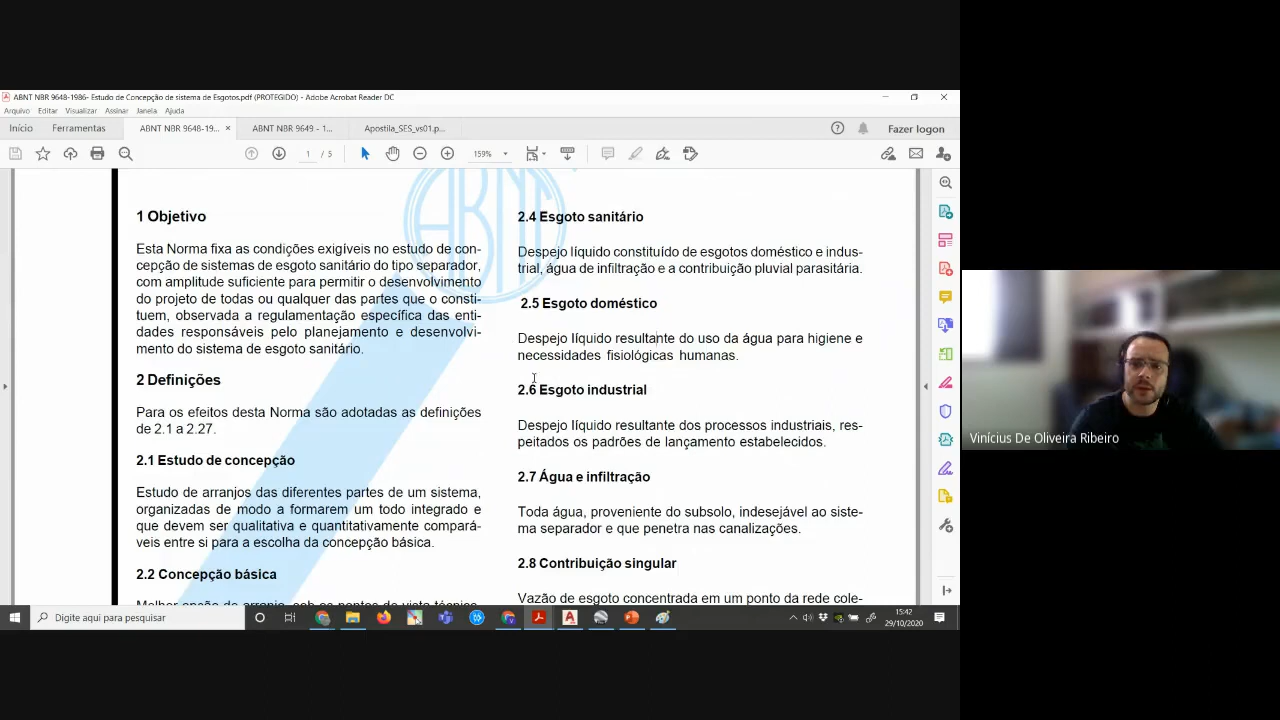 ABNT NBR 9648-1986- Estudo de Concepção de sistema de Esgotos.pdf (PROTEGIDO) - Adobe Acrobat Reader DC
Arquivo Editar Visualizar Assinar Janela Ajuda
Início Ferramentas ABNT NBR 9648-19... × ABNT NBR 9649 - 1... Apostila_SES_vs01.p... Fazer logon
1 / 5 159%
ABNT
1 Objetivo
Esta Norma fixa as condições exigíveis no estudo de con-
cepção de sistemas de esgoto sanitário do tipo separador,
com amplitude suficiente para permitir o desenvolvimento
do projeto de todas ou qualquer das partes que o consti-
tuem, observada a regulamentação específica das enti-
dades responsáveis pelo planejamento e desenvolvi-
mento do sistema de esgoto sanitário.
2 Definições
Para os efeitos desta Norma são adotadas as definições
de 2.1 a 2.27.
2.1 Estudo de concepção
Estudo de arranjos das diferentes partes de um sistema,
organizadas de modo a formarem um todo integrado e
que devem ser qualitativa e quantitativamente compará-
veis entre si para a escolha da concepção básica.
2.2 Concepção básica
Melhor opção de arranjo, sob os pontos de vista técnico,
2.4 Esgoto sanitário
Despejo líquido constituído de esgotos doméstico e indus-
trial, água de infiltração e a contribuição pluvial parasitária.
2.5 Esgoto doméstico
Despejo líquido resultante do uso da água para higiene e
necessidades fisiológicas humanas.
2.6 Esgoto industrial
Despejo líquido resultante dos processos industriais, res-
peitados os padrões de lançamento estabelecidos.
2.7 Água e infiltração
Toda água, proveniente do subsolo, indesejável ao siste-
ma separador e que penetra nas canalizações.
2.8 Contribuição singular
Vazão de esgoto concentrada em um ponto da rede cole-
Vinícius De Oliveira Ribeiro
Digite aqui para pesquisar
15:42
29/10/2020